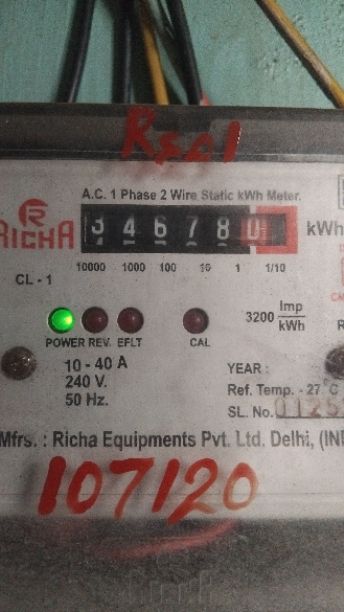 Real
A.C. 1 Phase 2 Wire Static kWh Meter.
R
RICHA
34678 0
kWh
10000 1000 100 10 1 1/10
CL - 1
3200 Imp/kWh
POWER REV. EFLT CAL
10 - 40 A
240 V.
50 Hz.
YEAR :
Ref. Temp. - 27°C
SL. No.
Mfrs. : Richa Equipments Pvt. Ltd. Delhi,
107120